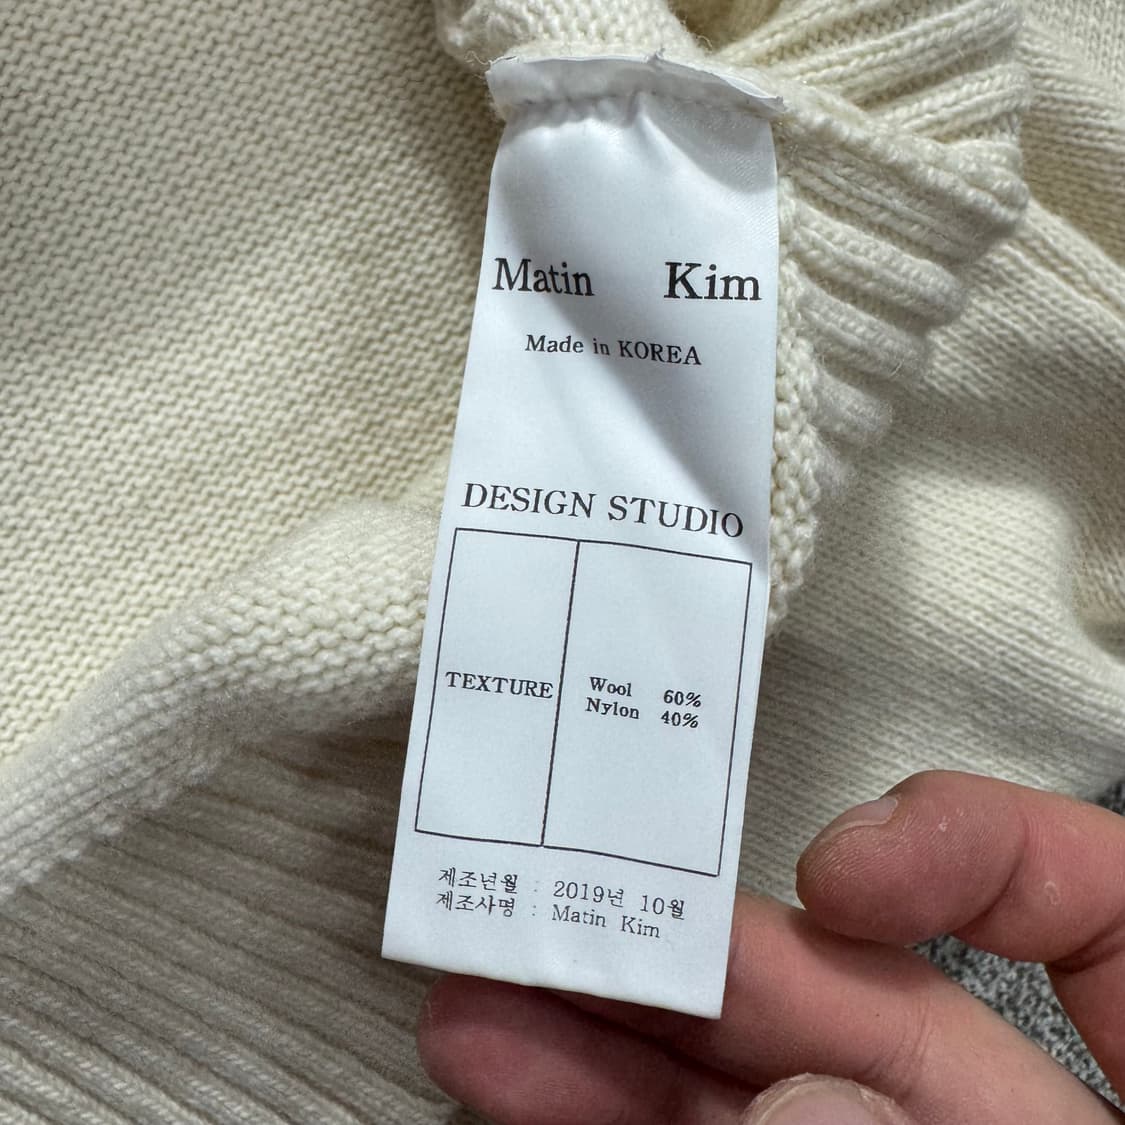 Matin Kim
Made in KOREA
DESIGN STUDIO
TEXTURE
Wool 60%
Nylon 40%
제조년월 : 2019년 10월
제조사명 : Matin Kim